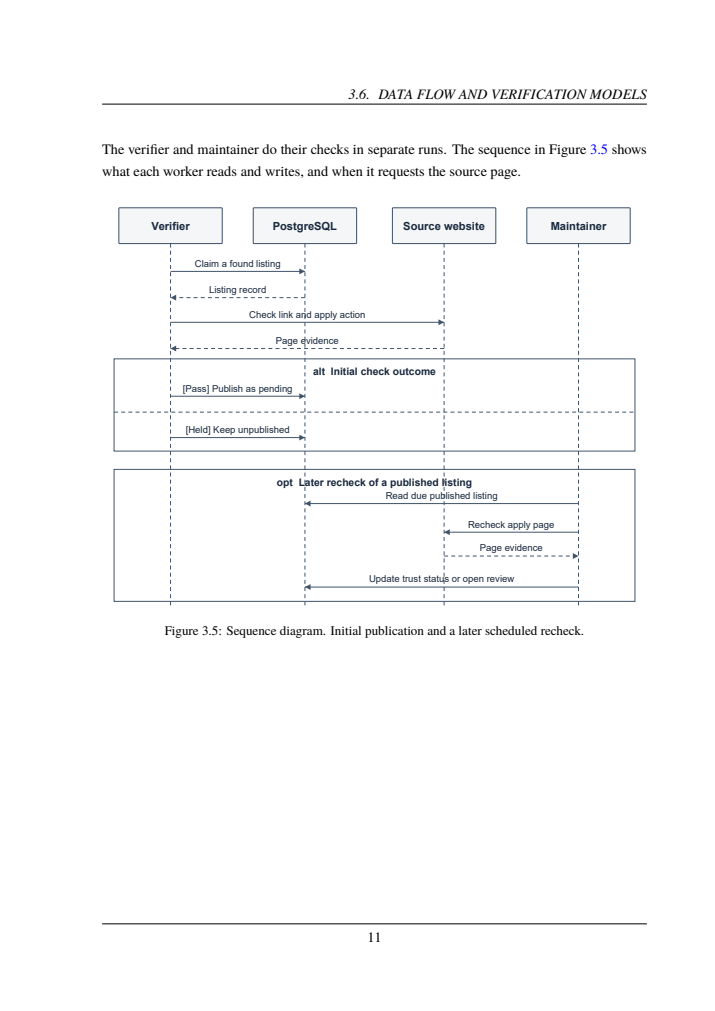 3.6. DATA FLOW AND VERIFICATION MODELS
The verifier and maintainer do their checks in separate runs. The sequence in Figure 3.5 shows
what each worker reads and writes, and when it requests the source page.
Verifier PostgreSQL Source website Maintainer
Claim a found listing
Listing record
Check link and apply action
Page evidence
alt Initial check outcome
[Pass] Publish as pending
[Held] Keep unpublished
opt Later recheck of a published listing
Read due published listing
Recheck apply page
Page evidence
Update trust status or open review
Figure 3.5: Sequence diagram. Initial publication and a later scheduled recheck.
11